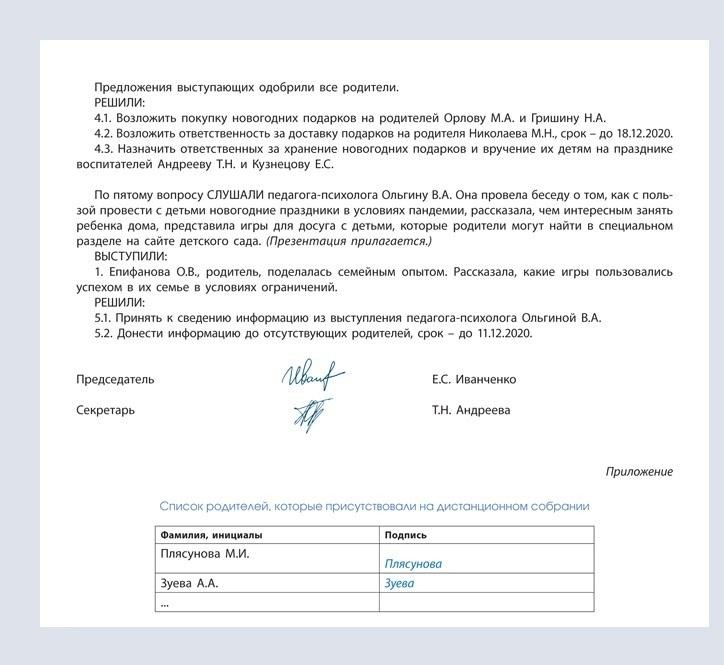 Предложения выступающих одобрили все родители.
РЕШИЛИ:
4.1. Возложить покупку новогодних подарков на родителей Орлову М.А. и Гришину Н.А.
4.2. Возложить ответственность за доставку подарков на родителя Николаева М.Н., срок – до 18.12.2020.
4.3. Назначить ответственных за хранение новогодних подарков и вручение их детям на празднике
воспитателей Андрееву Т.Н. и Кузнецову Е.С.
По пятому вопросу СЛУШАЛИ педагога-психолога Ольгину В.А. Она провела беседу о том, как с поль-
зой провести с детьми новогодние праздники в условиях пандемии, рассказала, чем интересным занять
ребенка дома, представила игры для досуга с детьми, которые родители могут найти в специальном
разделе на сайте детского сада. (Презентация прилагается.)
ВЫСТУПИЛИ:
1. Епифанова О.В., родитель, поделалась семейным опытом. Рассказала, какие игры пользовались
успехом в их семье в условиях ограничений.
РЕШИЛИ:
5.1. Принять к сведению информацию из выступления педагога-психолога Ольгиной В.А.
5.2. Донести информацию до отсутствующих родителей, срок – до 11.12.2020.
Председатель Е.С. Иванченко
Секретарь Т.Н. Андреева
Приложение
Список родителей, которые присутствовали на дистанционном собрании
Фамилия, инициалы Подпись
Плясунова М.И. Плясунова
Зуева А.А. Зуева
...